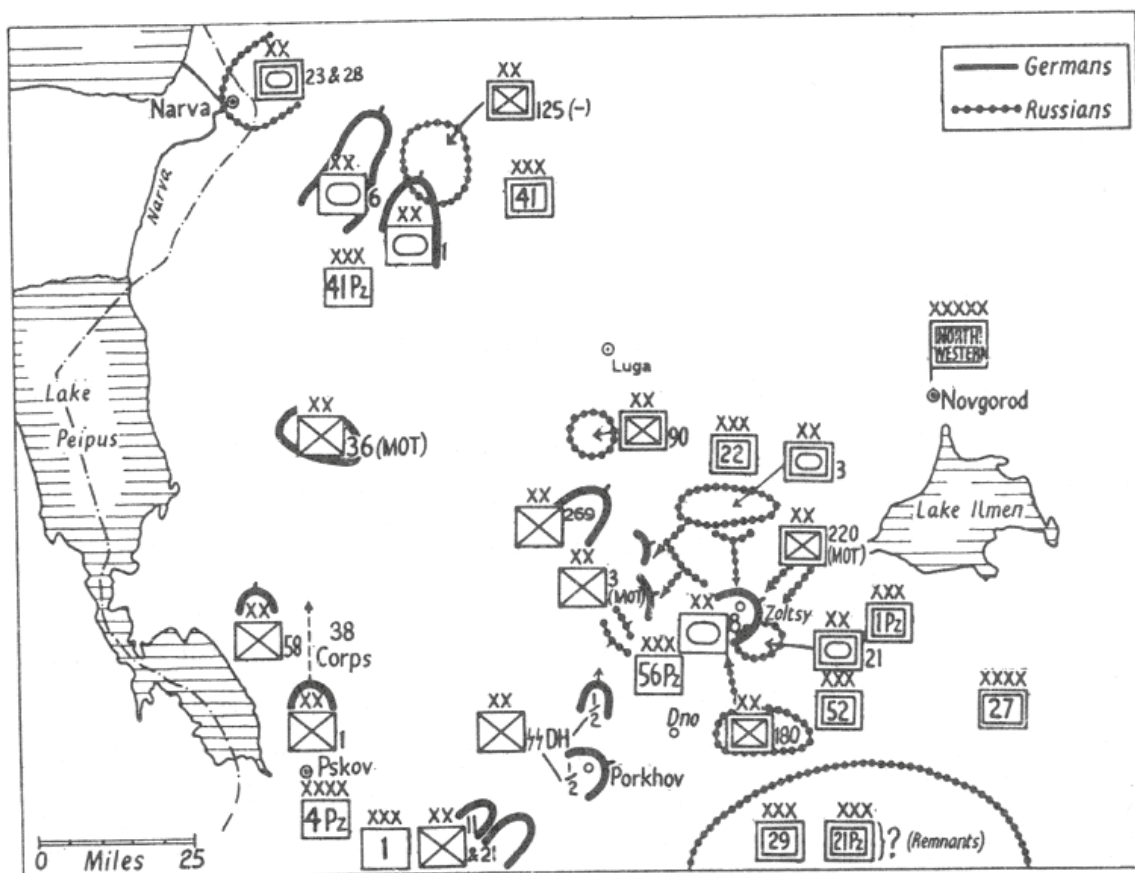 Germans
Russians
XX
23 & 28
Narva
XX
125 (-)
XX
6
XXX
41
Narva
XX
1
XXX
41 Pz
XXXXX
NORTH
WESTERN
Luga
Novgorod
Lake
Peipus
XX
36 (MOT)
XX
90
XXX
22
XX
3
Lake Ilmen
XX
269
XX
220
(MOT)
XX
3
(MOT)
Zoltsy
XX
8
XX
58
38
Corps
XXX
1 Pz
XX
21
XXX
56 Pz
XXX
52
XXXX
27
XX
1
XX
SS DH
1/2
Dno
XX
180
Pskov
1/2
Porkhov
XXXX
4 Pz
XXX
1
XX
11
& 21
XXX
29
XXX
21 Pz
} ? (Remnants)
0 Miles 25